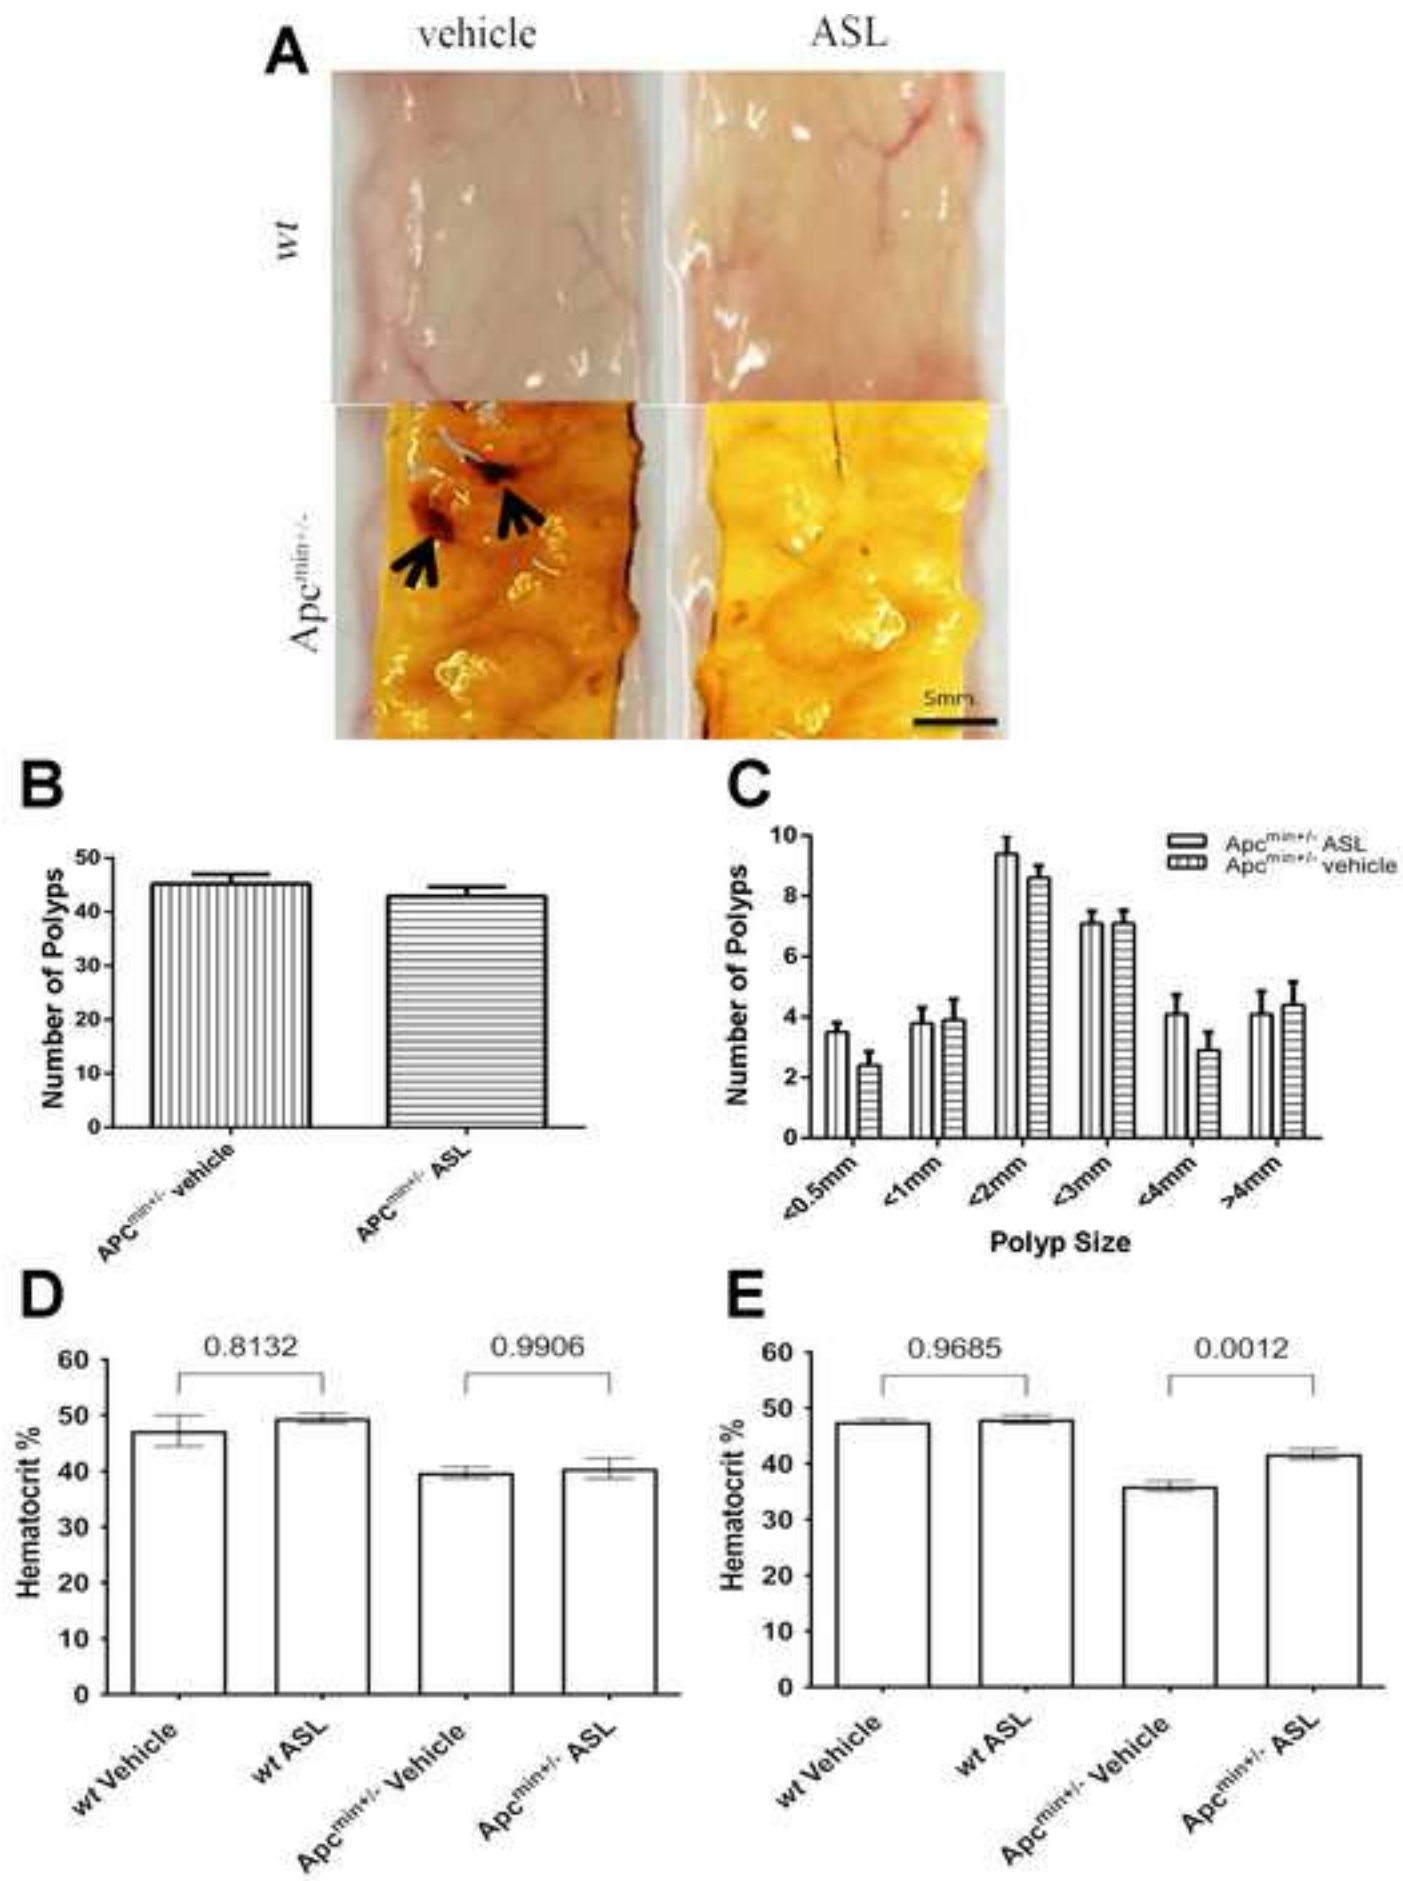 A
vehicle ASL
wt
Apcmin+/-
5mm
B
Number of Polyps
50
40
30
20
10
0
APCmin+/- vehicle
APCmin+/- ASL
C
Number of Polyps
10
8
6
4
2
0
Apcmin+/- ASL
Apcmin+/- vehicle
<0.5mm
<1mm
<2mm
<3mm
<4mm
>4mm
Polyp Size
D
Hematocrit %
60
50
40
30
20
10
0
0.8132
0.9906
wt Vehicle
wt ASL
Apcmin+/- Vehicle
Apcmin+/- ASL
E
Hematocrit %
60
50
40
30
20
10
0
0.9685
0.0012
wt Vehicle
wt ASL
Apcmin+/- Vehicle
Apcmin+/- ASL